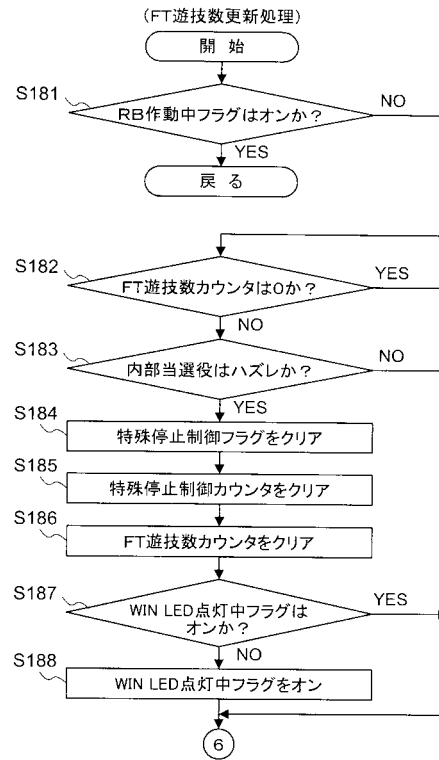 (FT遊技数更新処理)
開 始
S181
RB作動中フラグはオンか?
NO
YES
戻 る
S182
FT遊技数カウンタは0か?
YES
NO
S183
内部当選役はハズレか?
NO
YES
S184
特殊停止制御フラグをクリア
S185
特殊停止制御カウンタをクリア
S186
FT遊技数カウンタをクリア
S187
WIN LED点灯中フラグは
オンか?
YES
NO
S188
WIN LED点灯中フラグをオン
6